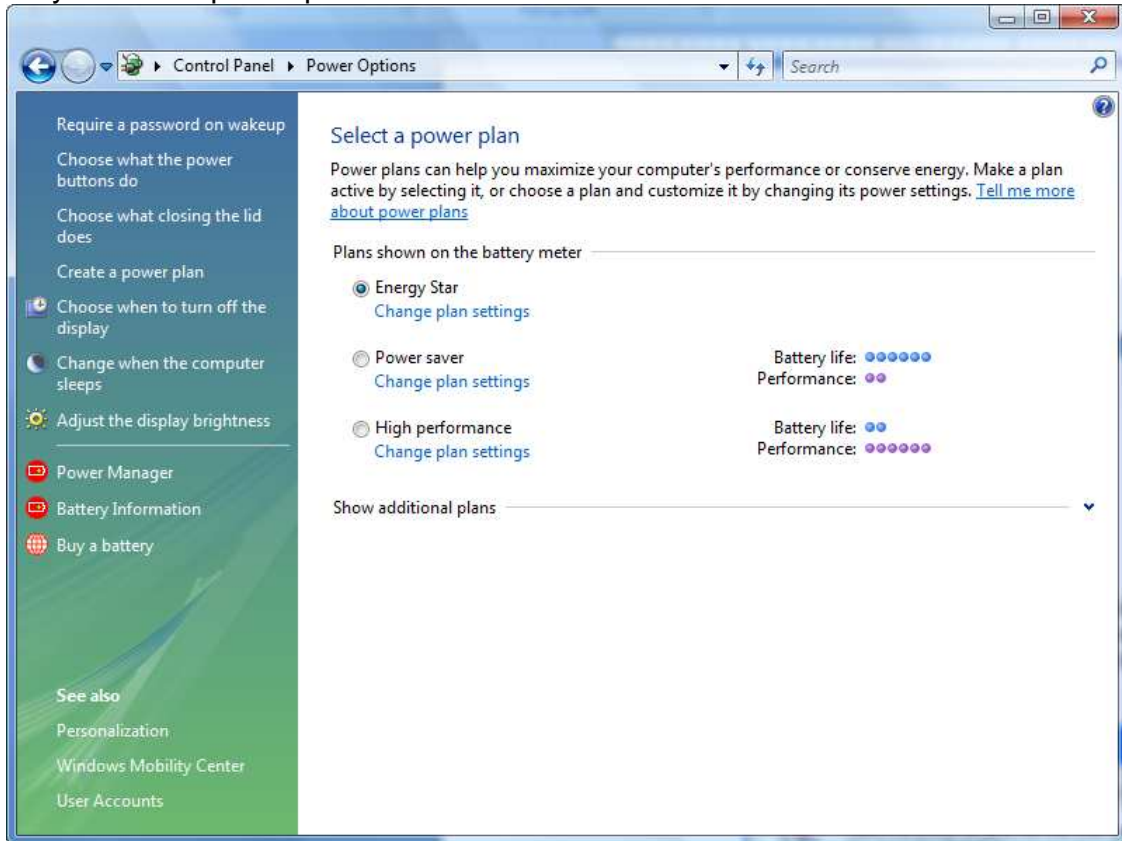 Control Panel Power Options
Search
Require a password on wakeup
Choose what the power
buttons do
Choose what closing the lid
does
Create a power plan
Choose when to turn off the
display
Change when the computer
sleeps
Adjust the display brightness
Power Manager
Battery Information
Buy a battery
See also
Personalization
Windows Mobility Center
User Accounts
Select a power plan
Power plans can help you maximize your computer's performance or conserve energy. Make a plan
active by selecting it, or choose a plan and customize it by changing its power settings. Tell me more
about power plans
Plans shown on the battery meter
Energy Star
Change plan settings
Power saver Battery life:
Change plan settings Performance:
High performance Battery life:
Change plan settings Performance:
Show additional plans